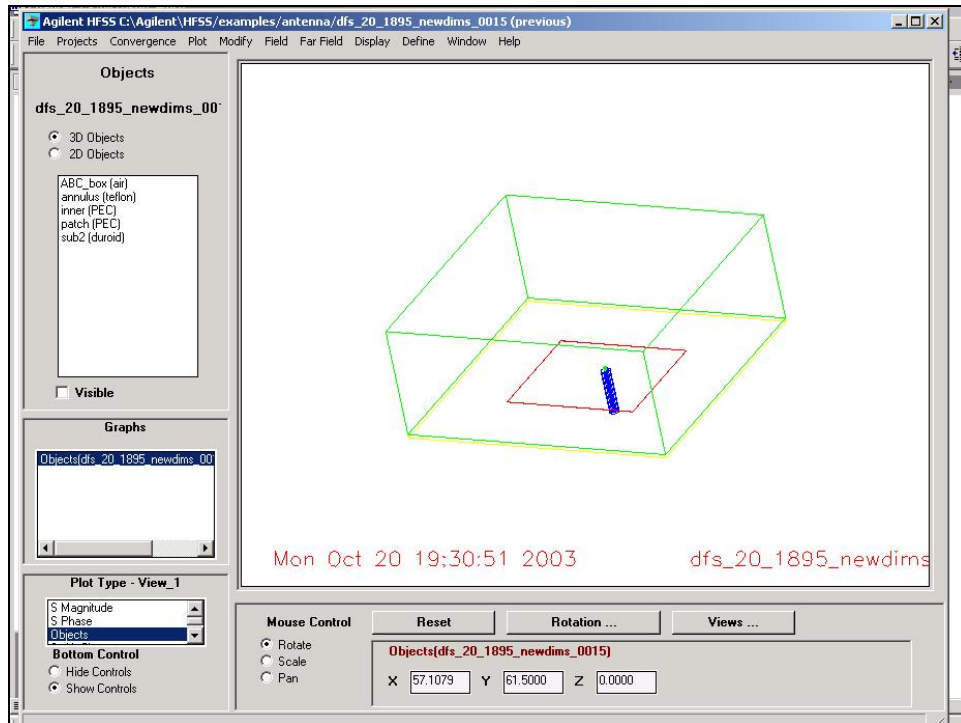 Agilent HFSS C:\Agilent\HFSS/examples/antenna/dfs_20_1895_newdims_0015 (previous)
File Projects Convergence Plot Modify Field Far Field Display Define Window Help
Objects
dfs_20_1895_newdims_00
3D Objects
2D Objects
ABC_box (air)
annulus (teflon)
inner (PEC)
patch (PEC)
sub2 (duroid)
Visible
Graphs
Objects(dfs_20_1895_newdims_00
Mon Oct 20 19:30:51 2003 dfs_20_1895_newdims
Plot Type - View_1
S Magnitude
S Phase
Objects
Bottom Control
Hide Controls
Show Controls
Mouse Control Reset Rotation ... Views ...
Rotate
Scale
Pan
Objects(dfs_20_1895_newdims_0015)
X 57.1079 Y 61.5000 Z 0.0000